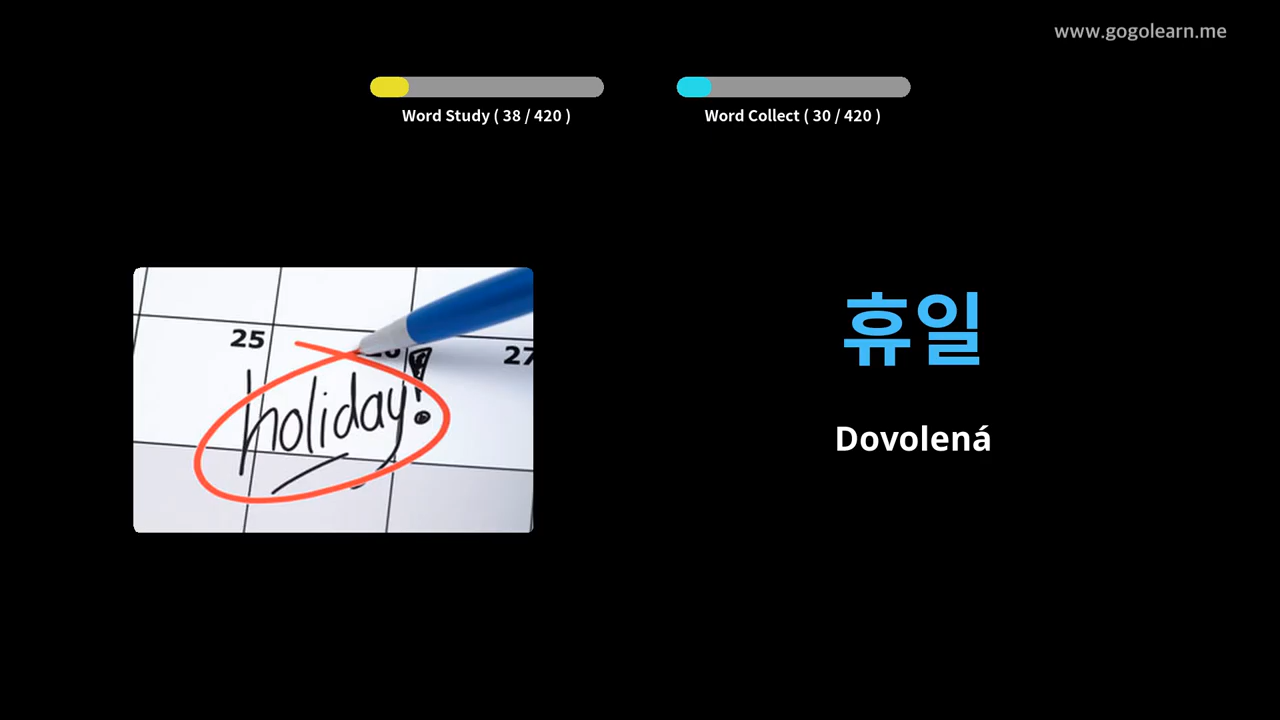 www.gogolearn.me
Word Study ( 38 / 420 )
Word Collect ( 30 / 420 )
25
27
holiday!
휴일
Dovolená